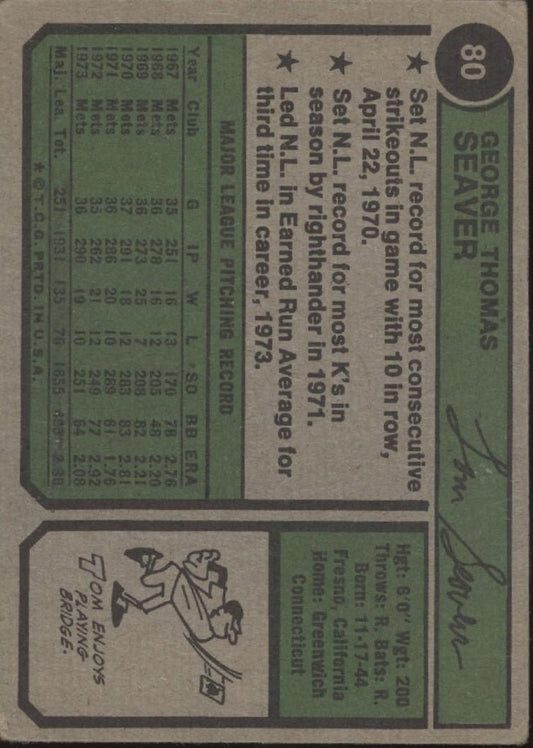 80
GEORGE THOMAS
SEAVER
Tom Seaver
★ Set N.L. record for most consecutive
strikeouts in game with 10 in row,
April 22, 1970.
★ Set N.L. record for most K's in
season by righthander in 1971.
★ Led N.L. in Earned Run Average for
third time in career, 1973.
MAJOR LEAGUE PITCHING RECORD
Year Club G IP W L SO BB ERA
1967 Mets 35 251 16 13 170 78 2.76
1968 Mets 36 278 16 12 205 48 2.20
1969 Mets 36 273 25 7 208 82 2.21
1970 Mets 37 291 18 12 283 83 2.81
1971 Mets 36 286 20 10 289 61 1.76
1972 Mets 35 262 21 12 249 77 2.92
1973 Mets 36 290 19 10 251 64 2.08
Maj. Lea. Tot. 251 1931 135 76 1655 2.38
★ © T.C.G. PRTD. IN U.S.A.
Hgt: 6'0" Wgt: 200
Throws: R. Bats: R.
Born: 11-17-44
Fresno, California
Home: Greenwich
Connecticut
TOM ENJOYS
PLAYING
BRIDGE.